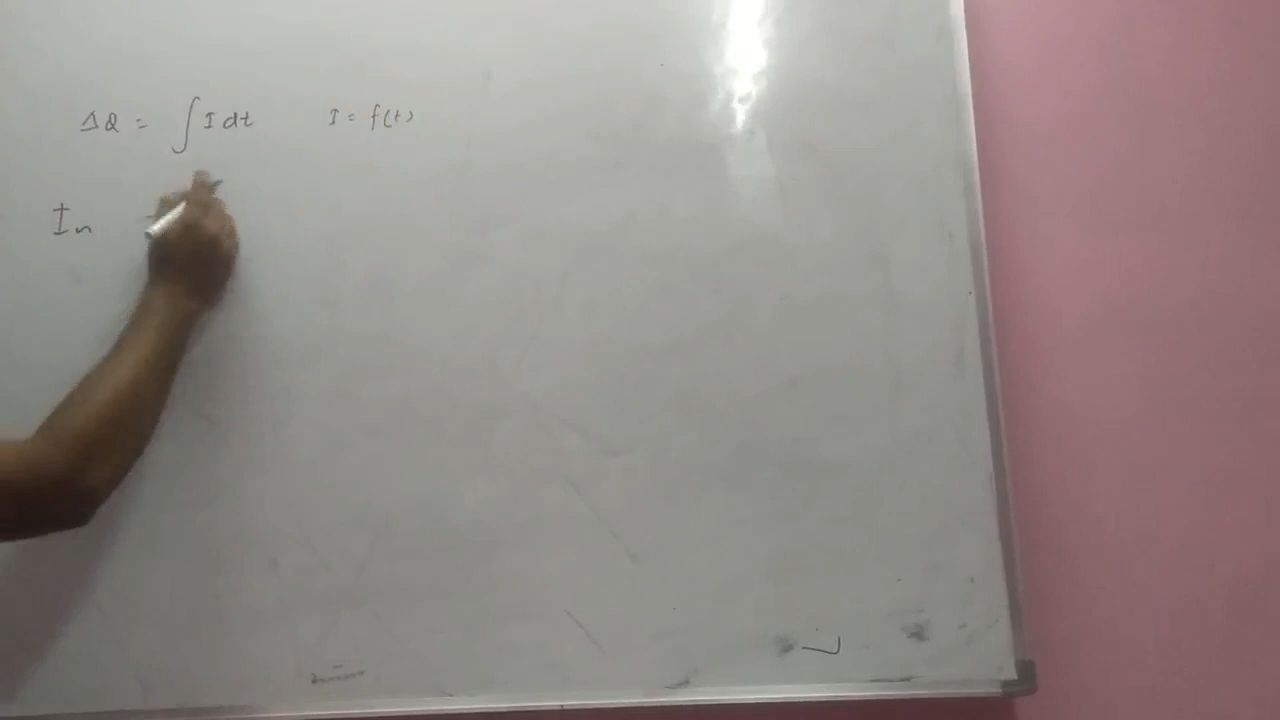 ΔQ = ∫ I dt I = f(t)
In